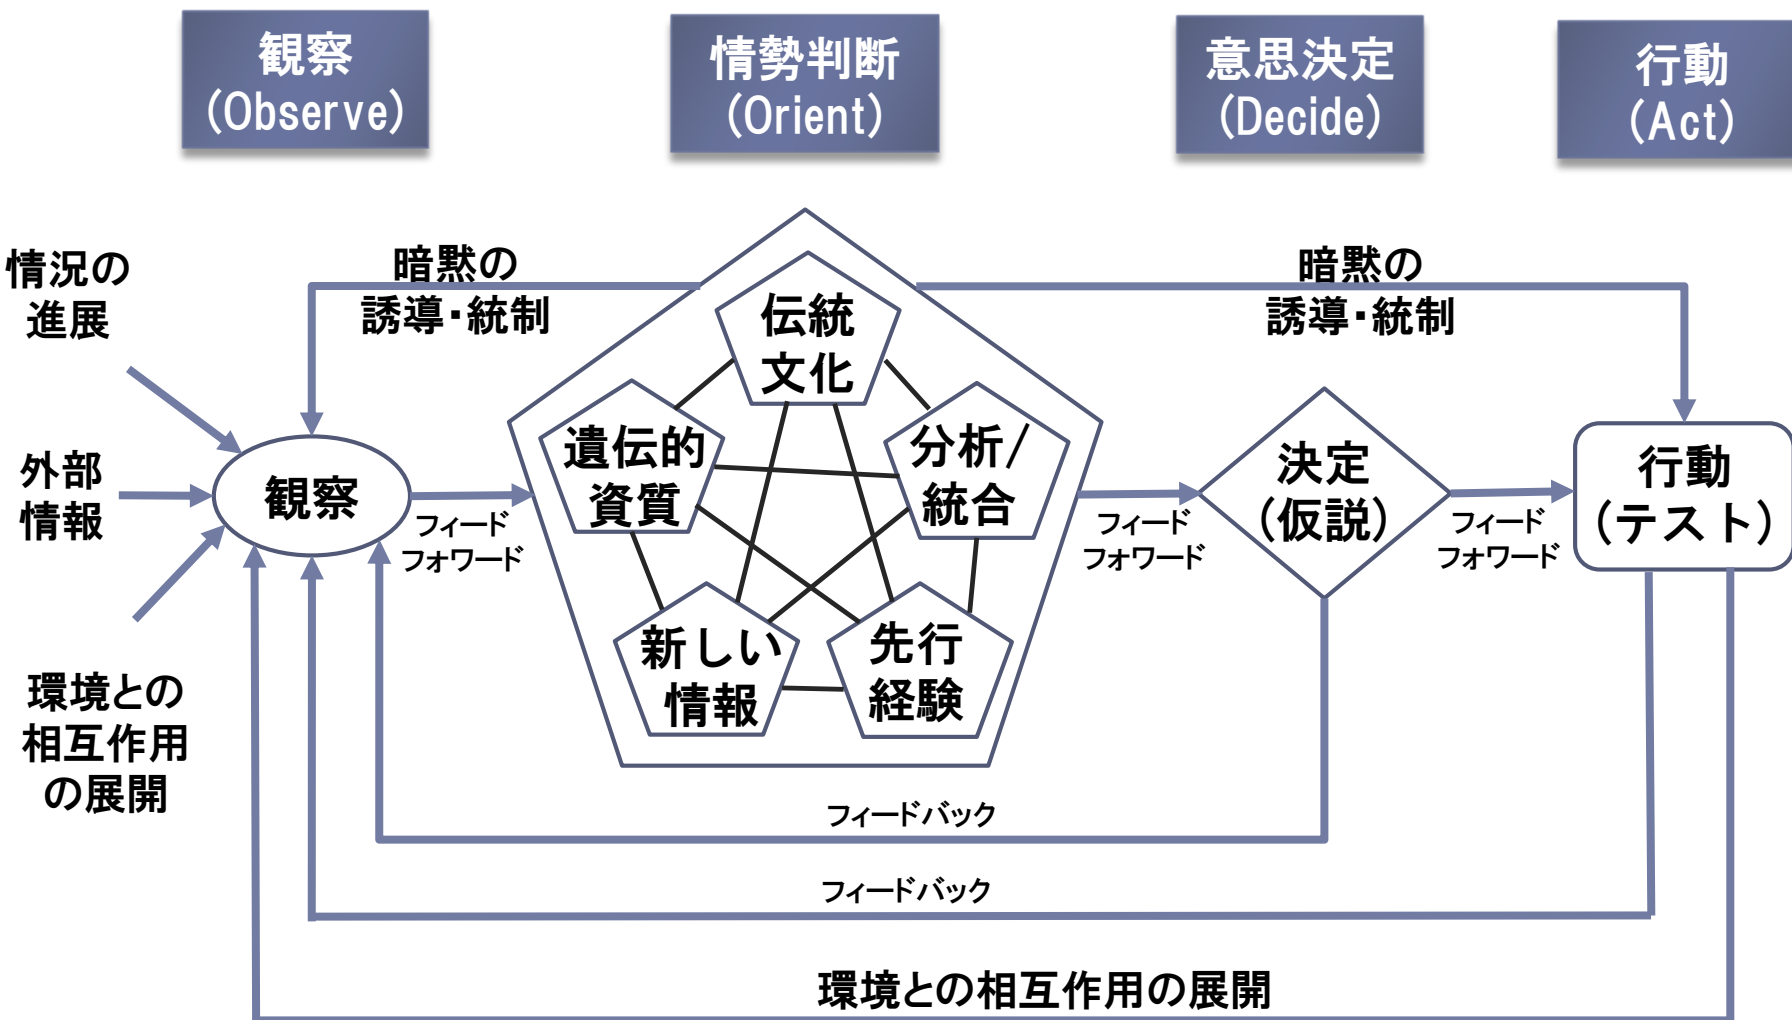 観察
(Observe)
情勢判断
(Orient)
意思決定
(Decide)
行動
(Act)
情況の
進展
暗黙の
誘導・統制
暗黙の
誘導・統制
伝統
文化
遺伝的
資質
分析/
統合
新しい
情報
先行
経験
外部
情報
観察
フィード
フォワード
フィード
フォワード
決定
(仮説)
フィード
フォワード
行動
(テスト)
環境との
相互作用
の展開
フィードバック
フィードバック
環境との相互作用の展開